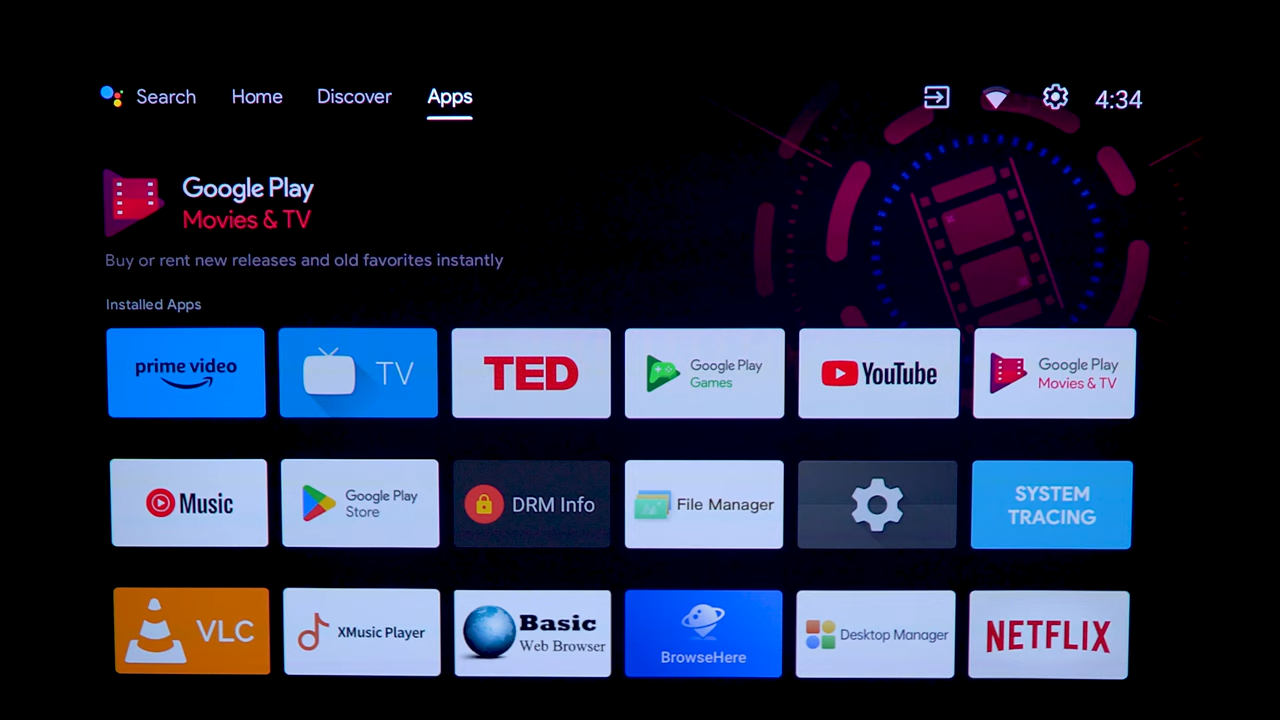 Search Home Discover Apps 4:34
Google Play
Movies & TV
Buy or rent new releases and old favorites instantly
Installed Apps
prime video
TV
TED
Google Play
Games
YouTube
Google Play
Movies & TV
Music
Google Play
Store
DRM Info
File Manager
SYSTEM
TRACING
VLC
XMusic Player
Basic
Web Browser
BrowseHere
Desktop Manager
NETFLIX